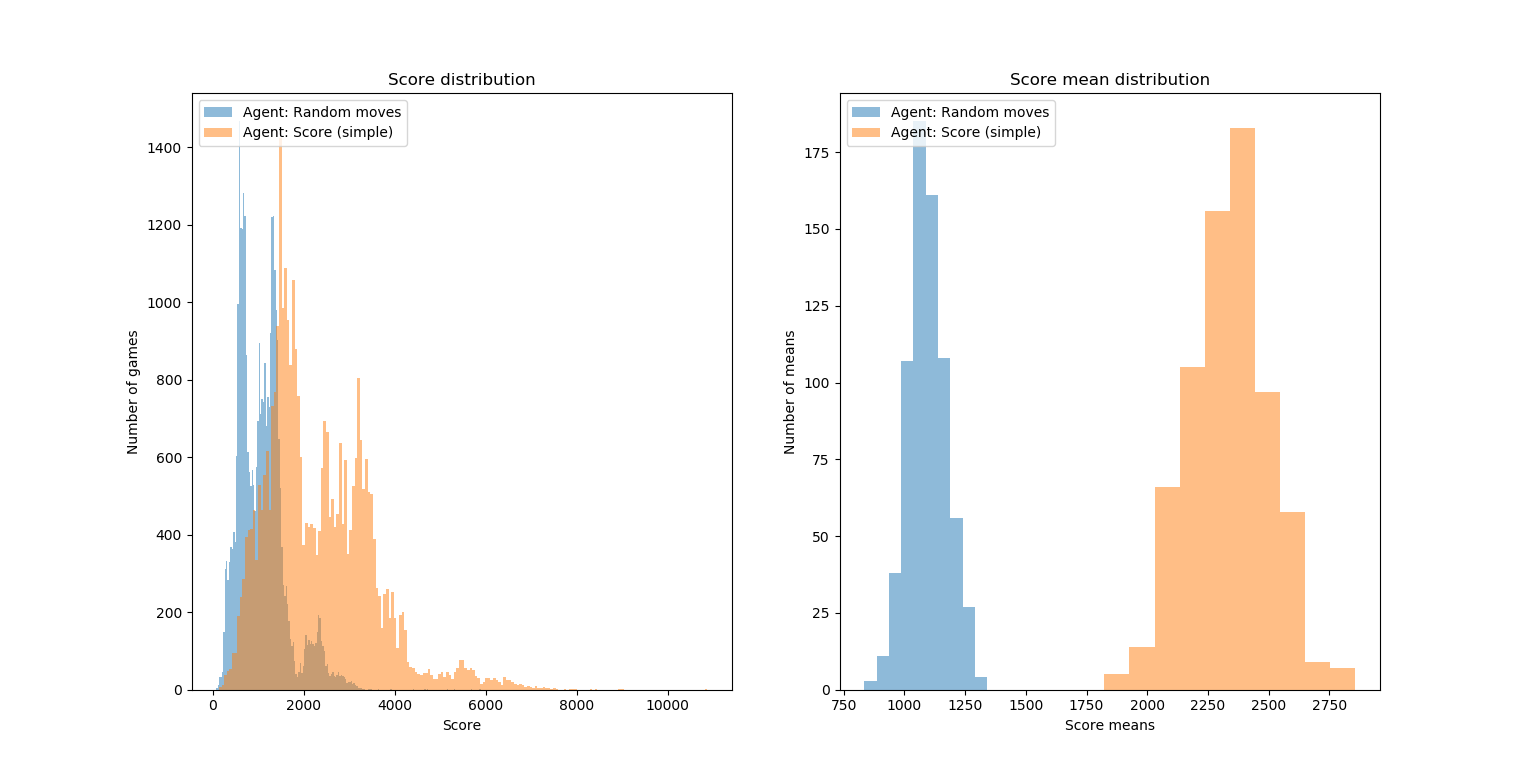 Score distribution
Agent: Random moves
Agent: Score (simple)
1400
1200
1000
800
600
400
200
0
Number of games
0 2000 4000 6000 8000 10000
Score
Score mean distribution
Agent: Random moves
Agent: Score (simple)
175
150
125
100
75
50
25
0
Number of means
750 1000 1250 1500 1750 2000 2250 2500 2750
Score means